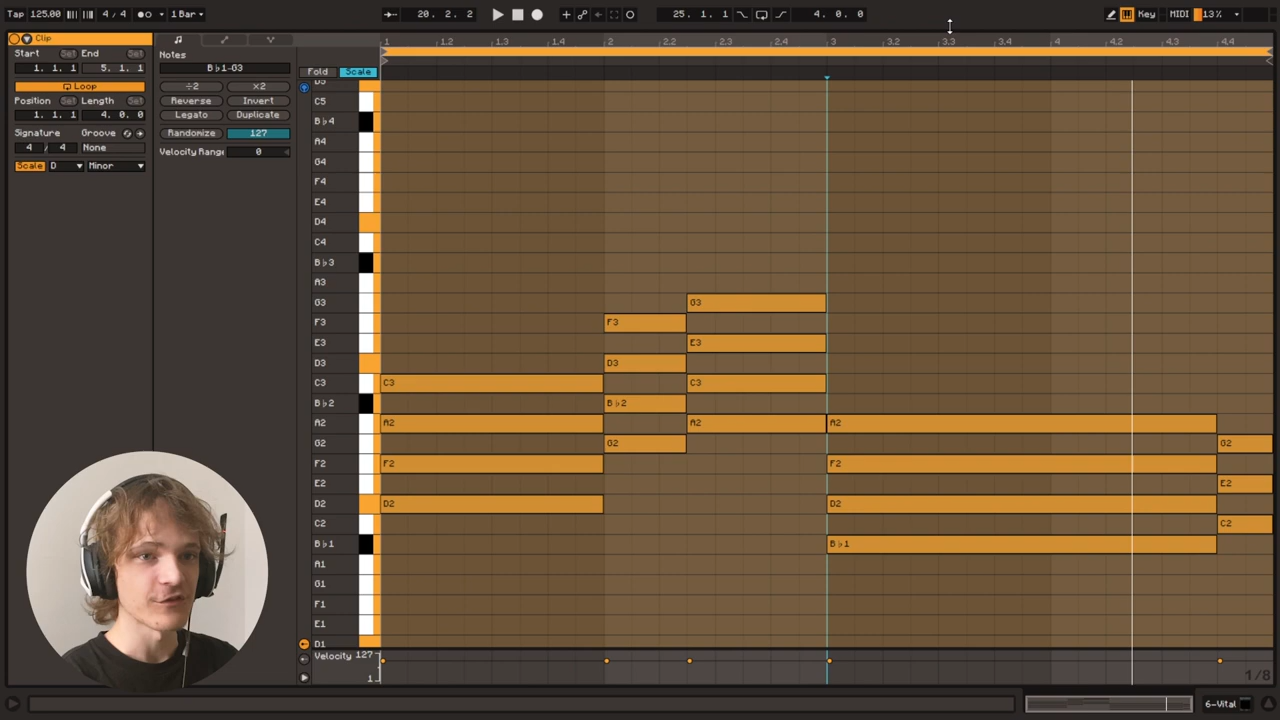 Tap 125.00 4 / 4 1 Bar 20. 2. 2 25. 1. 1 4. 0. 0 Key MIDI 13%
Clip
Start Set End Set
1. 1. 1 5. 1. 1
Loop
Position Set Length Set
1. 1. 1 4. 0. 0
Signature Groove
4 / 4 None
Scale D Minor
Notes
B♭1-G3
÷2 ×2
Reverse Invert
Legato Duplicate
Randomize 127
Velocity Range 0
1 1.2 1.3 1.4 2 2.2 2.3 2.4 3 3.2 3.3 3.4 4 4.2 4.3 4.4
Fold Scale
D5
C5
B♭4
A4
G4
F4
E4
D4
C4
B♭3
A3
G3 G3
F3 F3
E3 E3
D3 D3
C3 C3 C3
B♭2 B♭2
A2 A2 A2 A2
G2 G2 G2
F2 F2 F2
E2 E2
D2 D2 D2
C2 C2
B♭1 B♭1
A1
G1
F1
E1
D1
Velocity 127
1
1/8
6-Vital